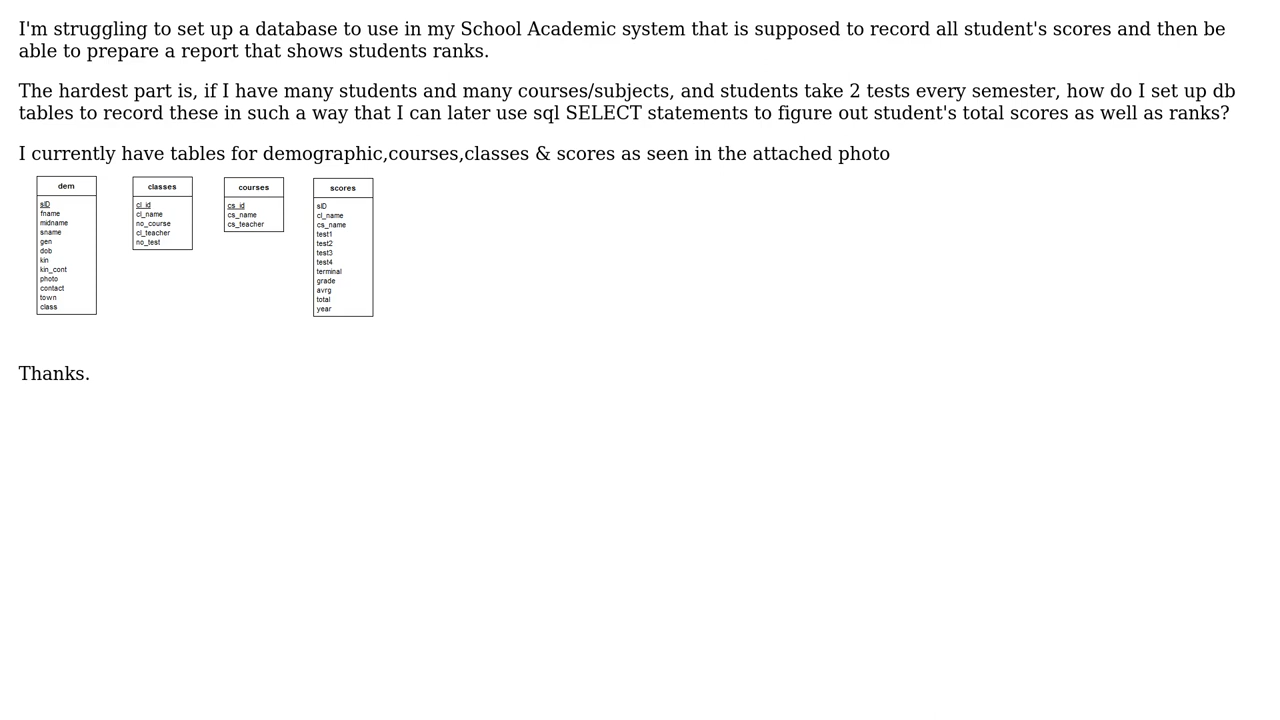 I'm struggling to set up a database to use in my School Academic system that is supposed to record all student's scores and then be
able to prepare a report that shows students ranks.
The hardest part is, if I have many students and many courses/subjects, and students take 2 tests every semester, how do I set up db
tables to record these in such a way that I can later use sql SELECT statements to figure out student's total scores as well as ranks?
I currently have tables for demographic,courses,classes & scores as seen in the attached photo
dem
sID
fname
midname
sname
gen
dob
kin
kin_cont
photo
contact
town
class
classes
cl_id
cl_name
no_course
cl_teacher
no_test
courses
cs_id
cs_name
cs_teacher
scores
sID
cl_name
cs_name
test1
test2
test3
test4
terminal
grade
avrg
total
year
Thanks.